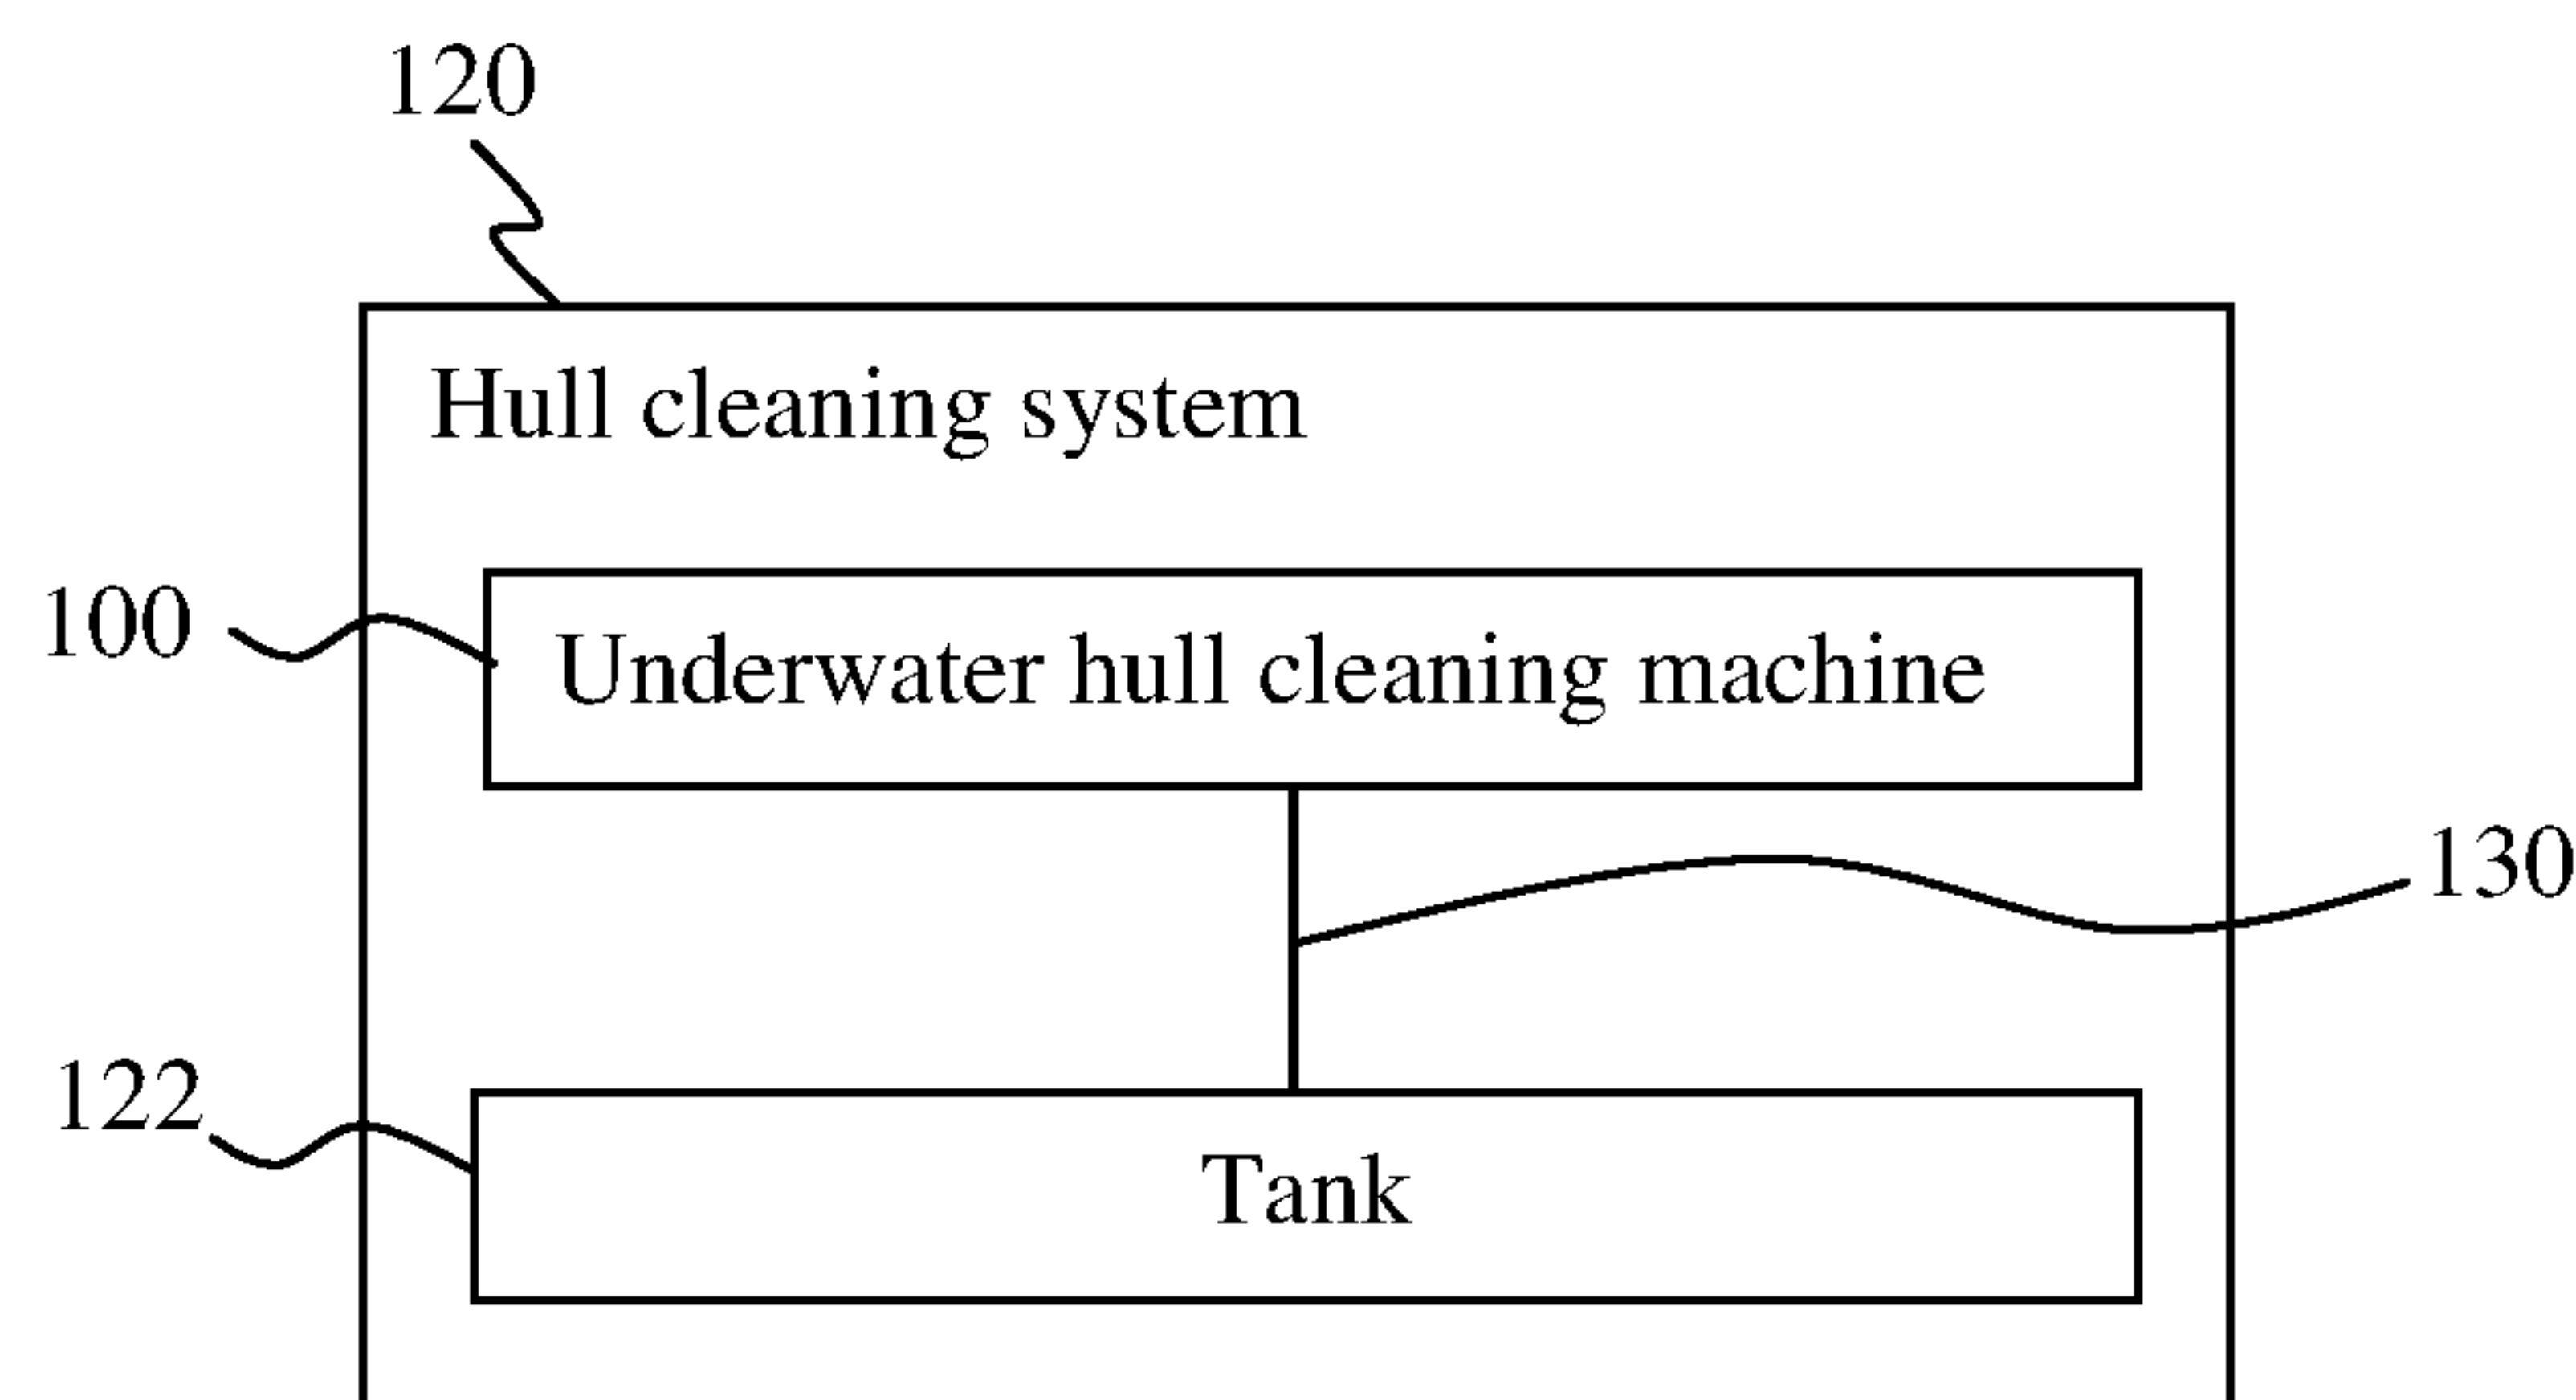 120
Hull cleaning system
100
Underwater hull cleaning machine
130
122
Tank